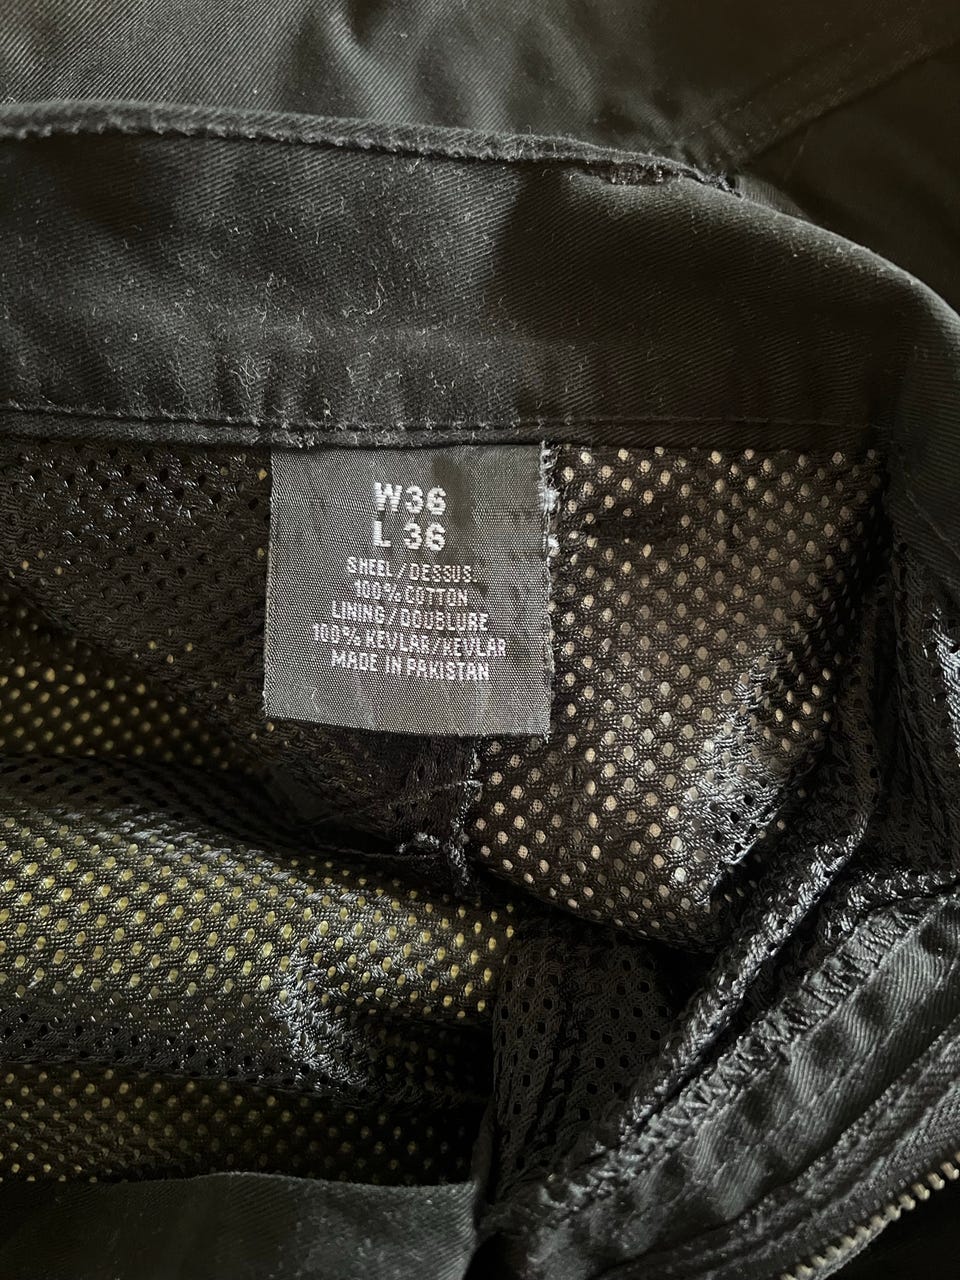 W36
L 36
SHELL/DESSUS
100% COTTON
LINING/DOUBLURE
100% KEVLAR/KEVLAR
MADE IN PAKISTAN